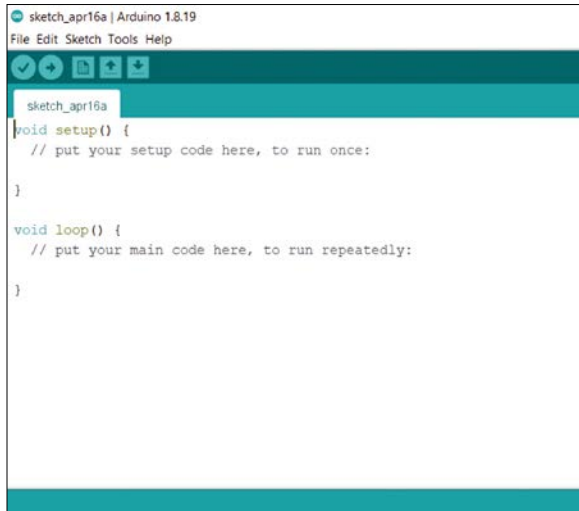 sketch_apr16a | Arduino 1.8.19
File Edit Sketch Tools Help
sketch_apr16a
void setup() {
  // put your setup code here, to run once:
}
void loop() {
  // put your main code here, to run repeatedly:
}